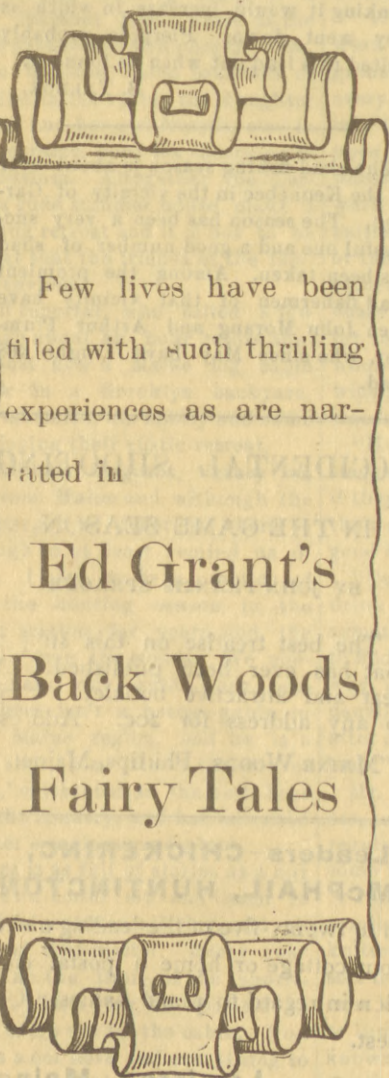 Few lives have been
filled with such thrilling
experiences as are nar-
rated in
Ed Grant's
Back Woods
Fairy Tales